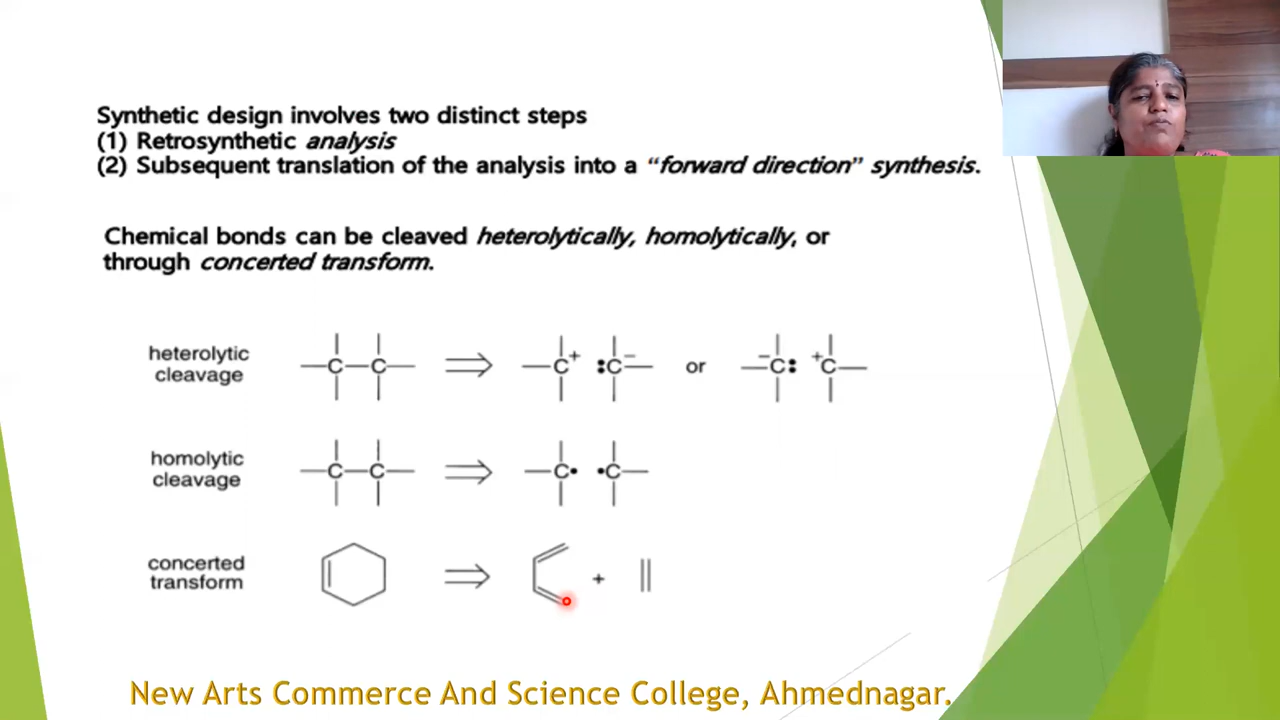 Synthetic design involves two distinct steps
(1) Retrosynthetic analysis
(2) Subsequent translation of the analysis into a “forward direction” synthesis.
Chemical bonds can be cleaved heterolytically, homolytically, or
through concerted transform.
heterolytic
cleavage
C—C ⇒ C⁺ :C⁻ or ⁻C: ⁺C
homolytic
cleavage
C—C ⇒ C• •C
concerted
transform
⇒ +
New Arts Commerce And Science College, Ahmednagar.